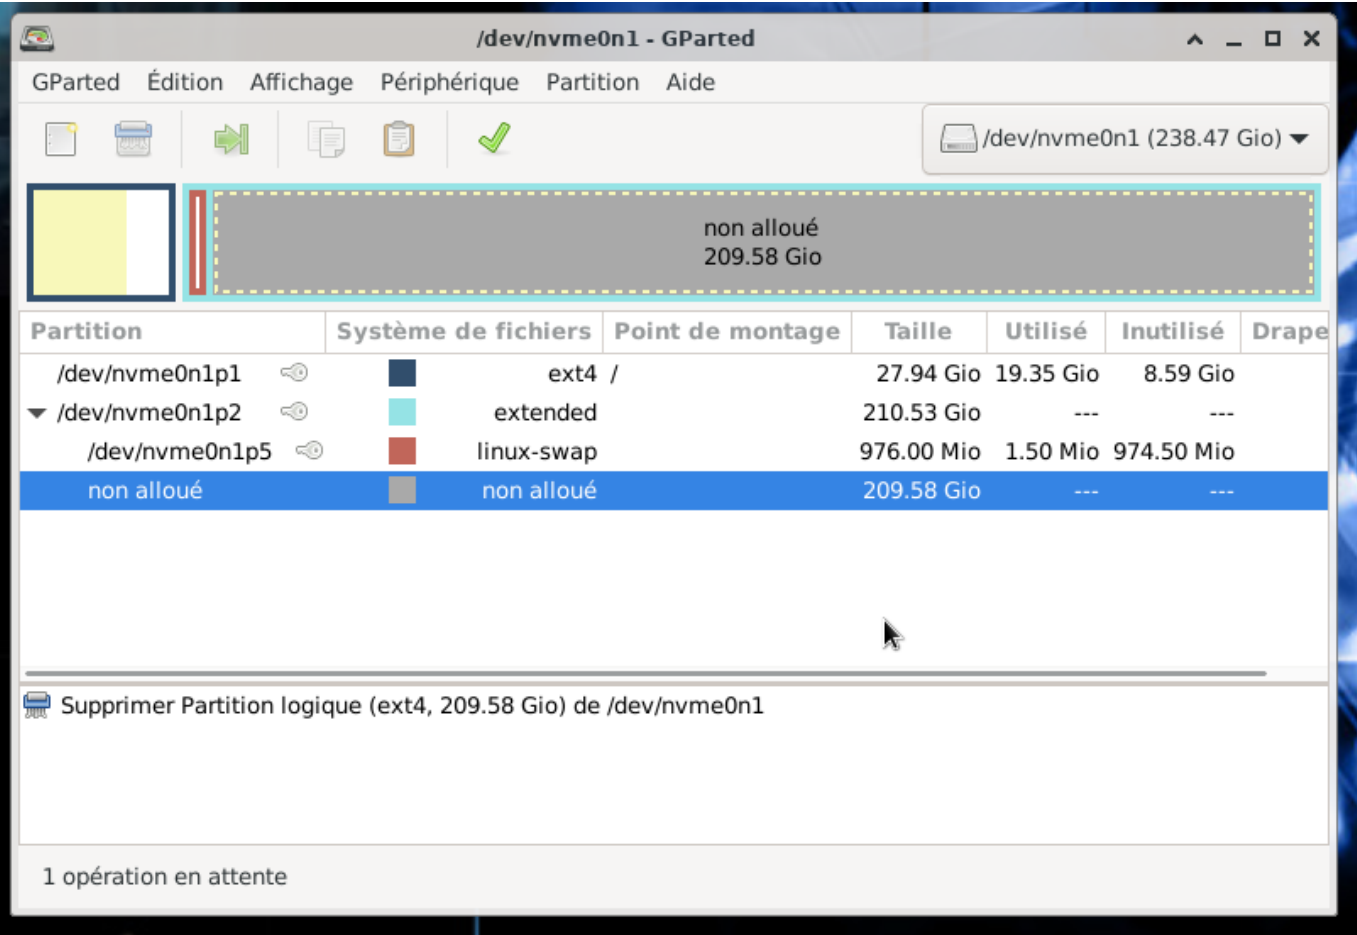 /dev/nvme0n1 - GParted
GParted Édition Affichage Périphérique Partition Aide
/dev/nvme0n1 (238.47 Gio)
non alloué
209.58 Gio
Partition Système de fichiers Point de montage Taille Utilisé Inutilisé Drape
/dev/nvme0n1p1 ext4 / 27.94 Gio 19.35 Gio 8.59 Gio
/dev/nvme0n1p2 extended 210.53 Gio --- ---
/dev/nvme0n1p5 linux-swap 976.00 Mio 1.50 Mio 974.50 Mio
non alloué non alloué 209.58 Gio --- ---
Supprimer Partition logique (ext4, 209.58 Gio) de /dev/nvme0n1
1 opération en attente